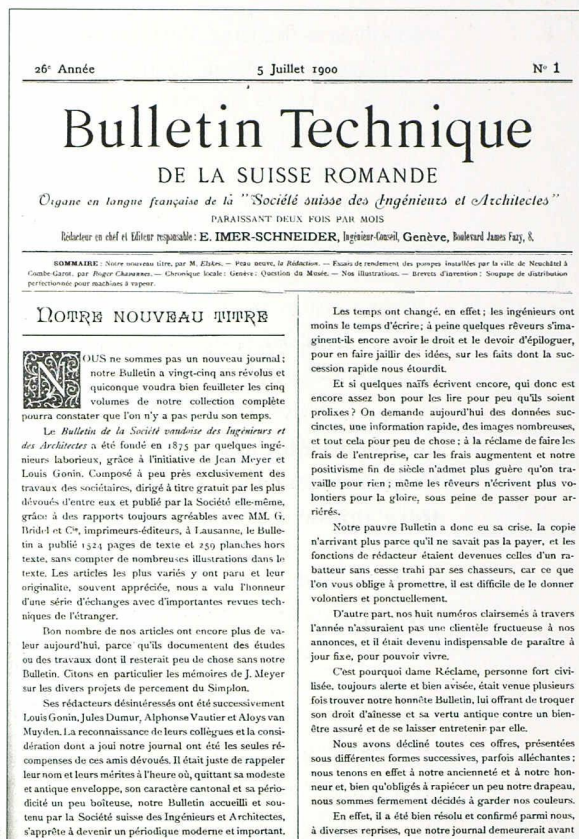 26e Année
5 Juillet 1900
No 1
Bulletin Technique
DE LA SUISSE ROMANDE
Organe en langue française de la "Société suisse des Ingénieurs et Architectes"
PARAISSANT DEUX FOIS PAR MOIS
Rédacteur en chef et Editeur responsable: E. IMER-SCHNEIDER, Ingénieur-Conseil, Genève, Boulevard James Fazy, 8.
SOMMAIRE : Notre nouveau titre, par M. Elskes. — Peau neuve, la Rédaction. — Essais de rendement des pompes installées par la ville de Neuchâtel à
Combe-Garot, par Roger Chavannes. — Chronique locale: Genève: Question du Musée. — Nos illustrations. — Brevets d'invention: Soupape de distribution
perfectionnée pour machines à vapeur.
NOTRE NOUVEAU TITRE
NOUS ne sommes pas un nouveau journal;
notre Bulletin a vingt-cinq ans révolus et
quiconque voudra bien feuilleter les cinq
volumes de notre collection complète
pourra constater que l'on n'y a pas perdu son temps.
Le Bulletin de la Société vaudoise des Ingénieurs et
des Architectes a été fondé en 1875 par quelques ingé-
nieurs laborieux, grâce à l'initiative de Jean Meyer et
Louis Gonin. Composé à peu près exclusivement des
travaux des sociétaires, dirigé à titre gratuit par les plus
dévoués d'entre eux et publié par la Société elle-même,
grâce à des rapports toujours agréables avec MM. G.
Bridel et Cie, imprimeurs-éditeurs, à Lausanne, le Bulle-
tin a publié 1524 pages de texte et 259 planches hors
texte, sans compter de nombreuses illustrations dans le
texte. Les articles les plus variés y ont paru et leur
originalité, souvent appréciée, nous a valu l'honneur
d'une série d'échanges avec d'importantes revues tech-
niques de l'étranger.
Bon nombre de nos articles ont encore plus de va-
leur aujourd'hui, parce qu'ils documentent des études
ou des travaux dont il resterait peu de chose sans notre
Bulletin. Citons en particulier les mémoires de J. Meyer
sur les divers projets de percement du Simplon.
Ses rédacteurs désintéressés ont été successivement
Louis Gonin, Jules Dumur, Alphonse Vautier et Aloys van
Muyden. La reconnaissance de leurs collègues et la consi-
dération dont a joui notre journal ont été les seules ré-
compenses de ces amis dévoués. Il était juste de rappeler
leur nom et leurs mérites à l'heure où, quittant sa modeste
et antique enveloppe, son caractère cantonal et sa pério-
dicité un peu boîteuse, notre Bulletin accueilli et sou-
tenu par la Société suisse des Ingénieurs et Architectes,
s'apprête à devenir un périodique moderne et important.
Les temps ont changé, en effet; les ingénieurs ont
moins le temps d'écrire; à peine quelques rêveurs s'ima-
ginent-ils encore avoir le droit et le devoir d'épiloguer,
pour en faire jaillir des idées, sur les faits dont la suc-
cession rapide nous étourdit.
Et si quelques naïfs écrivent encore, qui donc est
encore assez bon pour les lire pour peu qu'ils soient
prolixes? On demande aujourd'hui des données suc-
cinctes, une information rapide, des images nombreuses,
et tout cela pour peu de chose; à la réclame de faire les
frais de l'entreprise, car les frais augmentent et notre
positivisme fin de siècle n'admet plus guère qu'on tra-
vaille pour rien; même les rêveurs n'écrivent plus vo-
lontiers pour la gloire, sous peine de passer pour ar-
riérés.
Notre pauvre Bulletin a donc eu sa crise, la copie
n'arrivant plus parce qu'il ne savait pas la payer, et les
fonctions de rédacteur étaient devenues celles d'un ra-
batteur sans cesse trahi par ses chasseurs, car ce que
l'on vous oblige à promettre, il est difficile de le donner
volontiers et ponctuellement.
D'autre part, nos huit numéros clairsemés à travers
l'année n'assuraient pas une clientèle fructueuse à nos
annonces, et il était devenu indispensable de paraître à
jour fixe, pour pouvoir vivre.
C'est pourquoi dame Réclame, personne fort civi-
lisée, toujours alerte et bien avisée, était venue plusieurs
fois trouver notre honnête Bulletin, lui offrant de troquer
son droit d'aînesse et sa vertu antique contre un bien-
être assuré et de se laisser entretenir par elle.
Nous avons décliné toutes ces offres, présentées
sous différentes formes successives, parfois alléchantes;
nous tenons en effet à notre ancienneté et à notre hon-
neur et, bien qu'obligés à rapiécer un peu notre drapeau,
nous sommes fermement décidés à garder nos couleurs.
En effet, il a été bien résolu et confirmé parmi nous,
à diverses reprises, que notre journal demeurerait avant